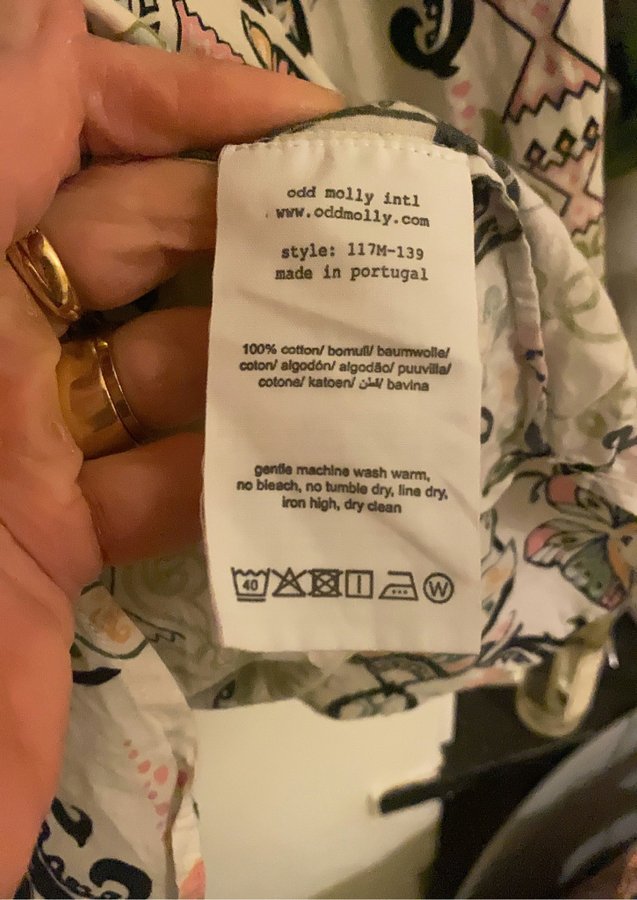 odd molly intl
www.oddmolly.com
style: 117M-139
made in portugal
100% cotton/ bomull/ baumwolle/
coton/ algodón/ algodão/ puuvilla/
cotone/ katoen/ قطن/ bavlna
gentle machine wash warm,
no bleach, no tumble dry, line dry,
iron high, dry clean
40
W